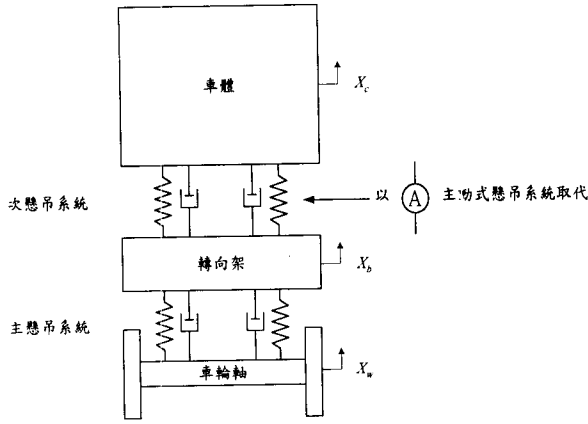 車體
X_c
次懸吊系統
以
A
主動式懸吊系統取代
轉向架
X_b
主懸吊系統
車輪軸
X_w